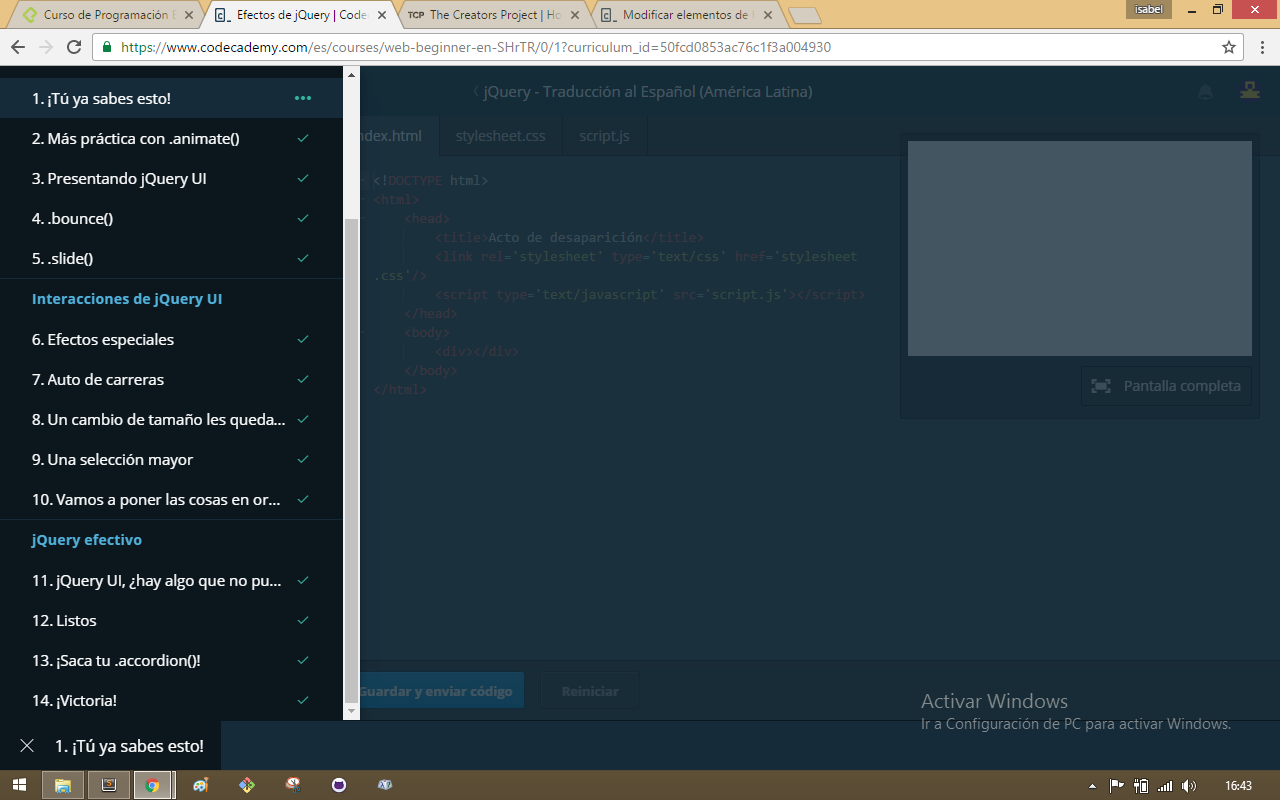 Curso de Programación E
Efectos de jQuery | Code
TCP The Creators Project | Ho
Modificar elementos de
isabel
https://www.codecademy.com/es/courses/web-beginner-en-SHrTR/0/1?curriculum_id=50fcd0853ac76c1f3a004930
1. ¡Tú ya sabes esto!
2. Más práctica con .animate()
3. Presentando jQuery UI
4. .bounce()
5. .slide()
Interacciones de jQuery UI
6. Efectos especiales
7. Auto de carreras
8. Un cambio de tamaño les queda...
9. Una selección mayor
10. Vamos a poner las cosas en or...
jQuery efectivo
11. jQuery UI, ¿hay algo que no pu...
12. Listos
13. ¡Saca tu .accordion()!
14. ¡Victoria!
1. ¡Tú ya sabes esto!
jQuery - Traducción al Español (América Latina)
ndex.html
stylesheet.css
script.js
<!DOCTYPE html>
<html>
<head>
<title>Acto de desaparición</title>
<link rel='stylesheet' type='text/css' href='stylesheet
.css'/>
<script type='text/javascript' src='script.js'></script>
</head>
<body>
<div></div>
</body>
</html>
Pantalla completa
Guardar y enviar código
Reiniciar
Activar Windows
Ir a Configuración de PC para activar Windows.
16:43